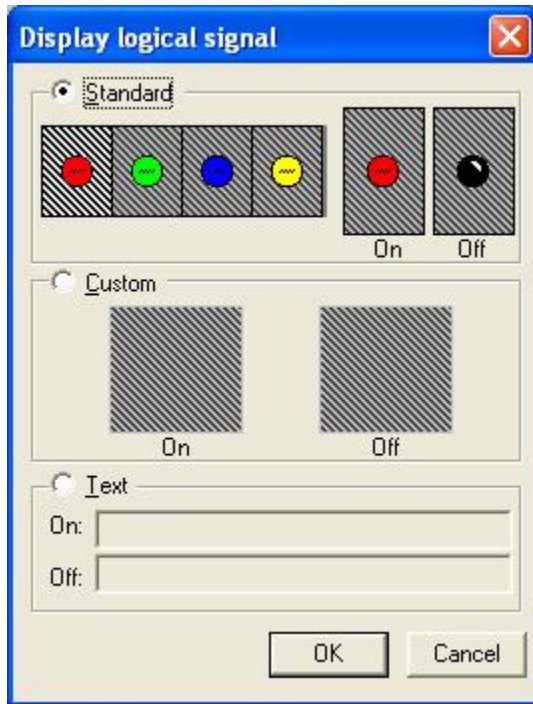 Display logical signal
Standard
On Off
Custom
On Off
Text
On:
Off:
OK Cancel